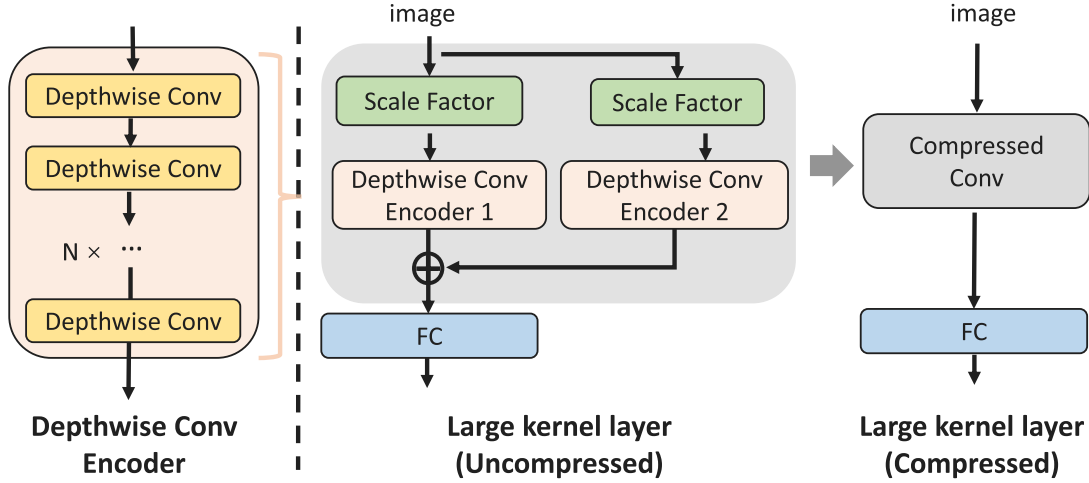 Depthwise Conv
Depthwise Conv
N × ...
Depthwise Conv
Depthwise Conv
Encoder
image
Scale Factor
Scale Factor
Depthwise Conv
Encoder 1
Depthwise Conv
Encoder 2
FC
Large kernel layer
(Uncompressed)
image
Compressed
Conv
FC
Large kernel layer
(Compressed)